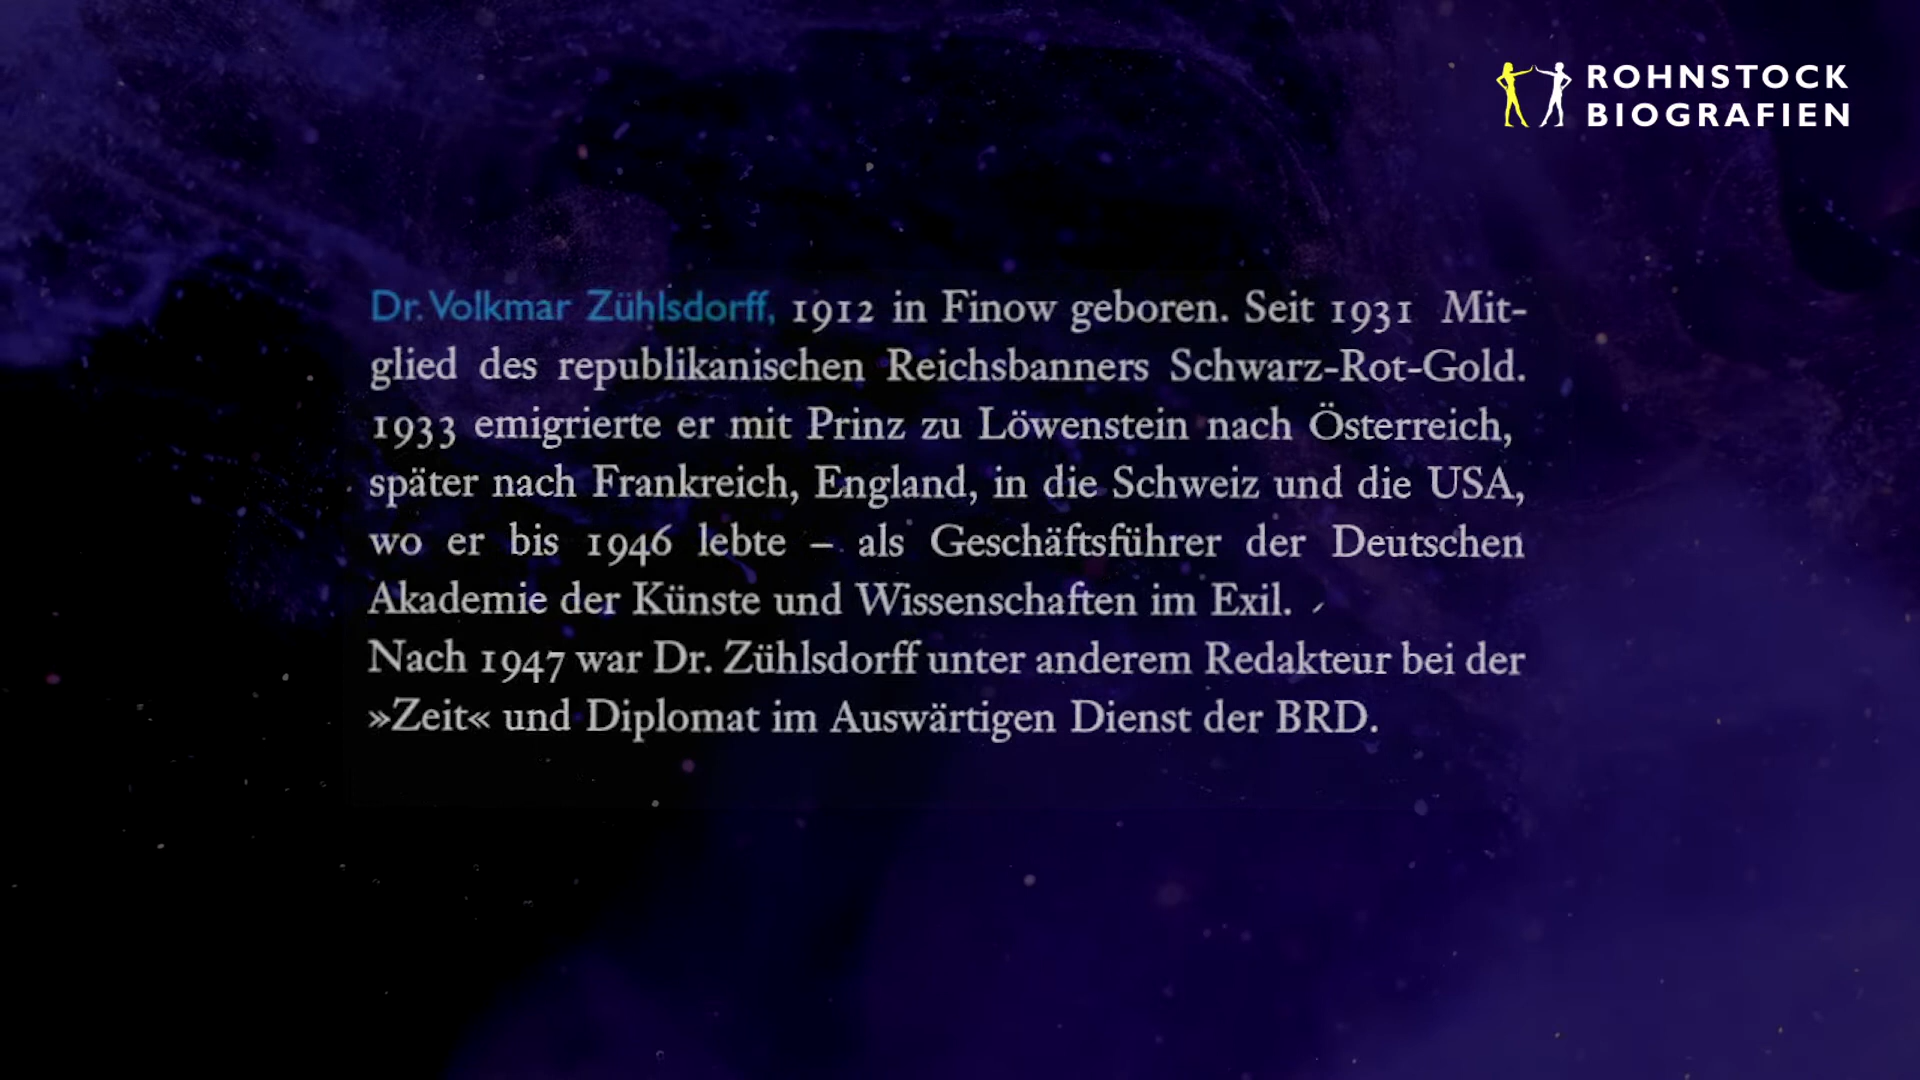 ROHNSTOCK
BIOGRAFIEN
Dr. Volkmar Zühlsdorff, 1912 in Finow geboren. Seit 1931 Mit-
glied des republikanischen Reichsbanners Schwarz-Rot-Gold.
1933 emigrierte er mit Prinz zu Löwenstein nach Österreich,
später nach Frankreich, England, in die Schweiz und die USA,
wo er bis 1946 lebte – als Geschäftsführer der Deutschen
Akademie der Künste und Wissenschaften im Exil.
Nach 1947 war Dr. Zühlsdorff unter anderem Redakteur bei der
»Zeit« und Diplomat im Auswärtigen Dienst der BRD.